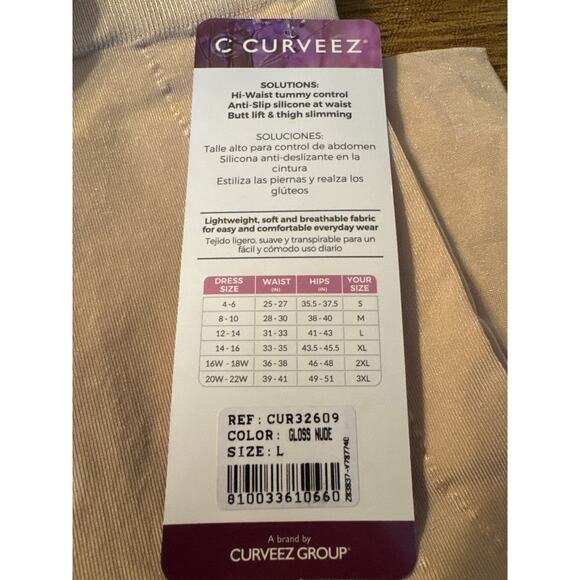 C CURVEEZ®
SOLUTIONS:
Hi-Waist tummy control
Anti-Slip silicone at waist
Butt lift & thigh slimming
SOLUCIONES:
Talle alto para control de abdomen
Silicona anti-deslizante en la
cintura
Estiliza las piernas y realza los
glúteos
Lightweight, soft and breathable fabric
for easy and comfortable everyday wear
Tejido ligero, suave y transpirable para un
fácil y cómodo uso diario
DRESS SIZE WAIST (IN) HIPS (IN) YOUR SIZE
4-6 25 - 27 35.5 - 37.5 S
8 - 10 28 - 30 38 - 40 M
12 - 14 31 - 33 41 - 43 L
14 - 16 33 - 35 43.5 - 45.5 XL
16W - 18W 36 - 38 46 - 48 2XL
20W - 22W 39 - 41 49 - 51 3XL
REF: CUR32609
COLOR: GLOSS NUDE
SIZE: L
810033610660
A brand by
CURVEEZ GROUP®